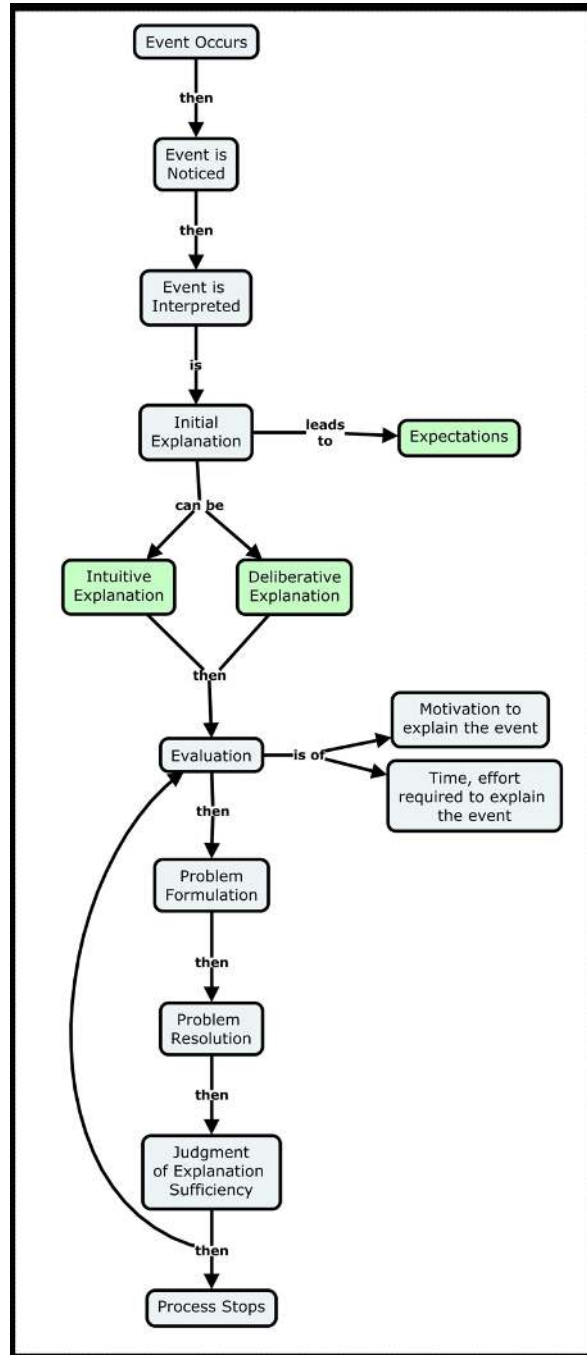 Event Occurs
then
Event is
Noticed
then
Event is
Interpreted
is
Initial
Explanation
leads
to
Expectations
can be
Intuitive
Explanation
Deliberative
Explanation
then
Evaluation
is of
Motivation to
explain the event
Time, effort
required to explain
the event
then
Problem
Formulation
then
Problem
Resolution
then
Judgment
of Explanation
Sufficiency
then
Process Stops